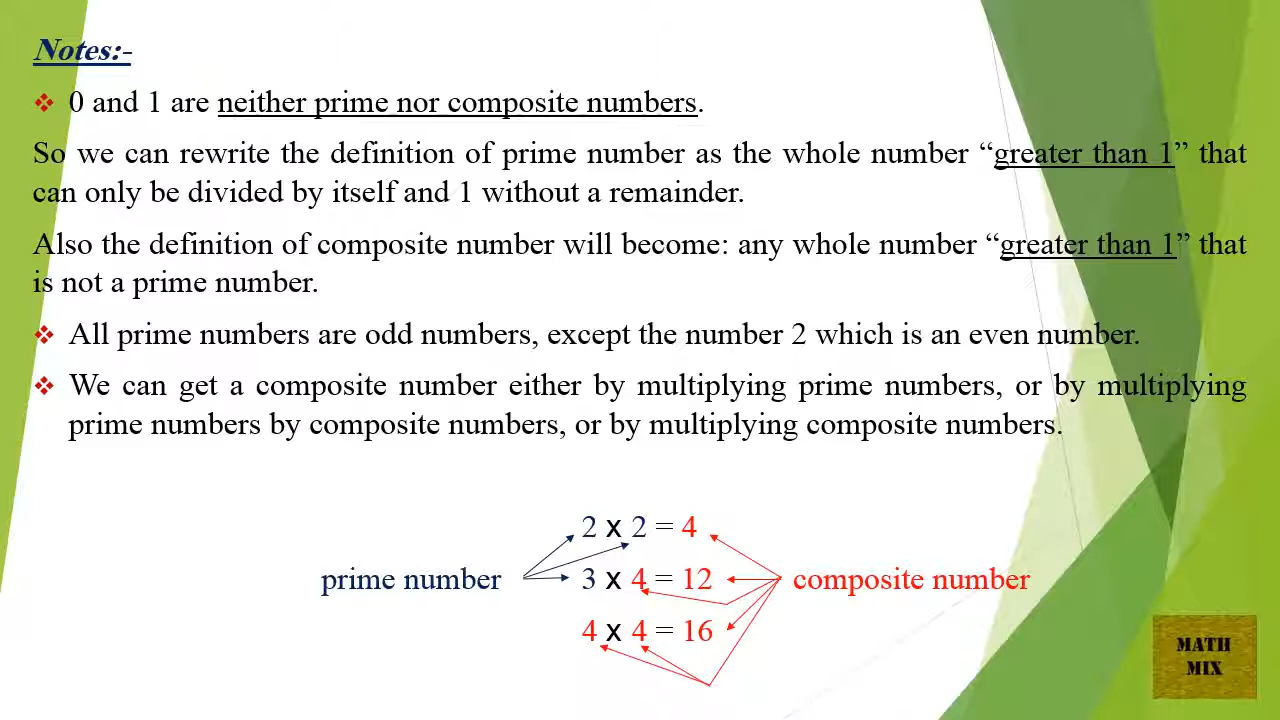 Notes:-
❖ 0 and 1 are neither prime nor composite numbers.
So we can rewrite the definition of prime number as the whole number “greater than 1” that
can only be divided by itself and 1 without a remainder.
Also the definition of composite number will become: any whole number “greater than 1” that
is not a prime number.
❖ All prime numbers are odd numbers, except the number 2 which is an even number.
❖ We can get a composite number either by multiplying prime numbers, or by multiplying
prime numbers by composite numbers, or by multiplying composite numbers.
2 x 2 = 4
prime number 3 x 4 = 12 composite number
4 x 4 = 16
MATH
MIX